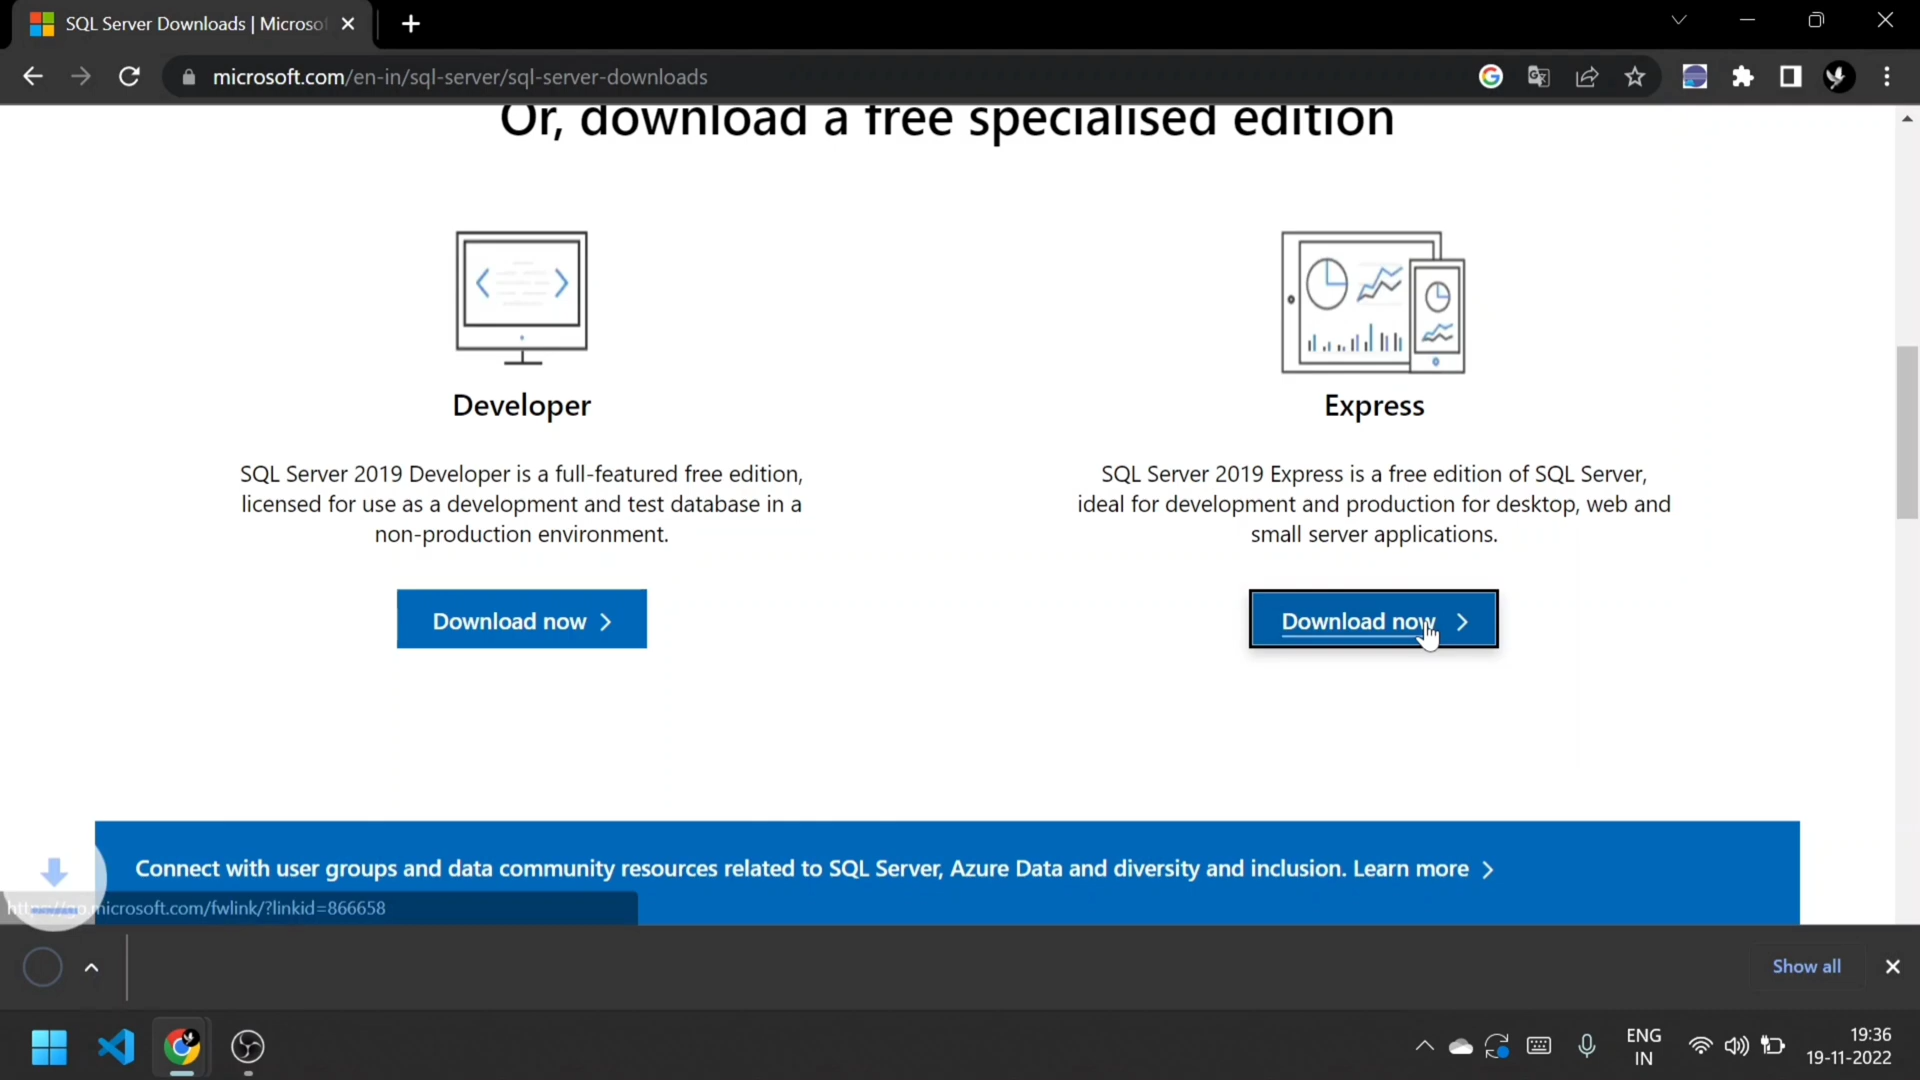 SQL Server Downloads | Microso
microsoft.com/en-in/sql-server/sql-server-downloads
Or, download a free specialised edition
Developer
SQL Server 2019 Developer is a full-featured free edition,
licensed for use as a development and test database in a
non-production environment.
Download now
Express
SQL Server 2019 Express is a free edition of SQL Server,
ideal for development and production for desktop, web and
small server applications.
Download now
Connect with user groups and data community resources related to SQL Server, Azure Data and diversity and inclusion. Learn more
https://go.microsoft.com/fwlink/?linkid=866658
Show all
ENG
IN
19:36
19-11-2022